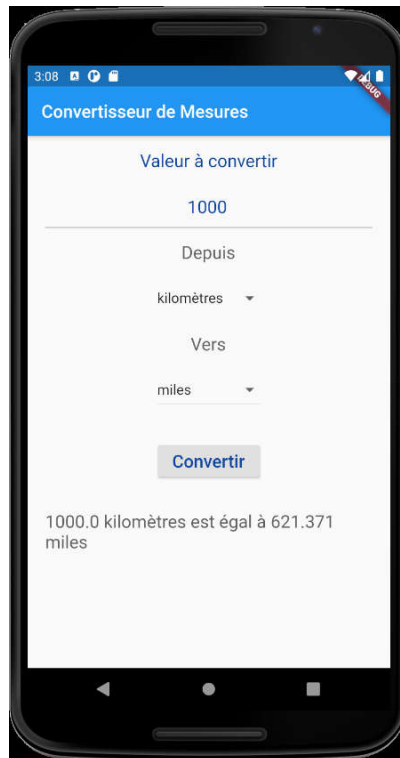 3:08
DEBUG
Convertisseur de Mesures
Valeur à convertir
1000
Depuis
kilomètres
Vers
miles
Convertir
1000.0 kilomètres est égal à 621.371
miles